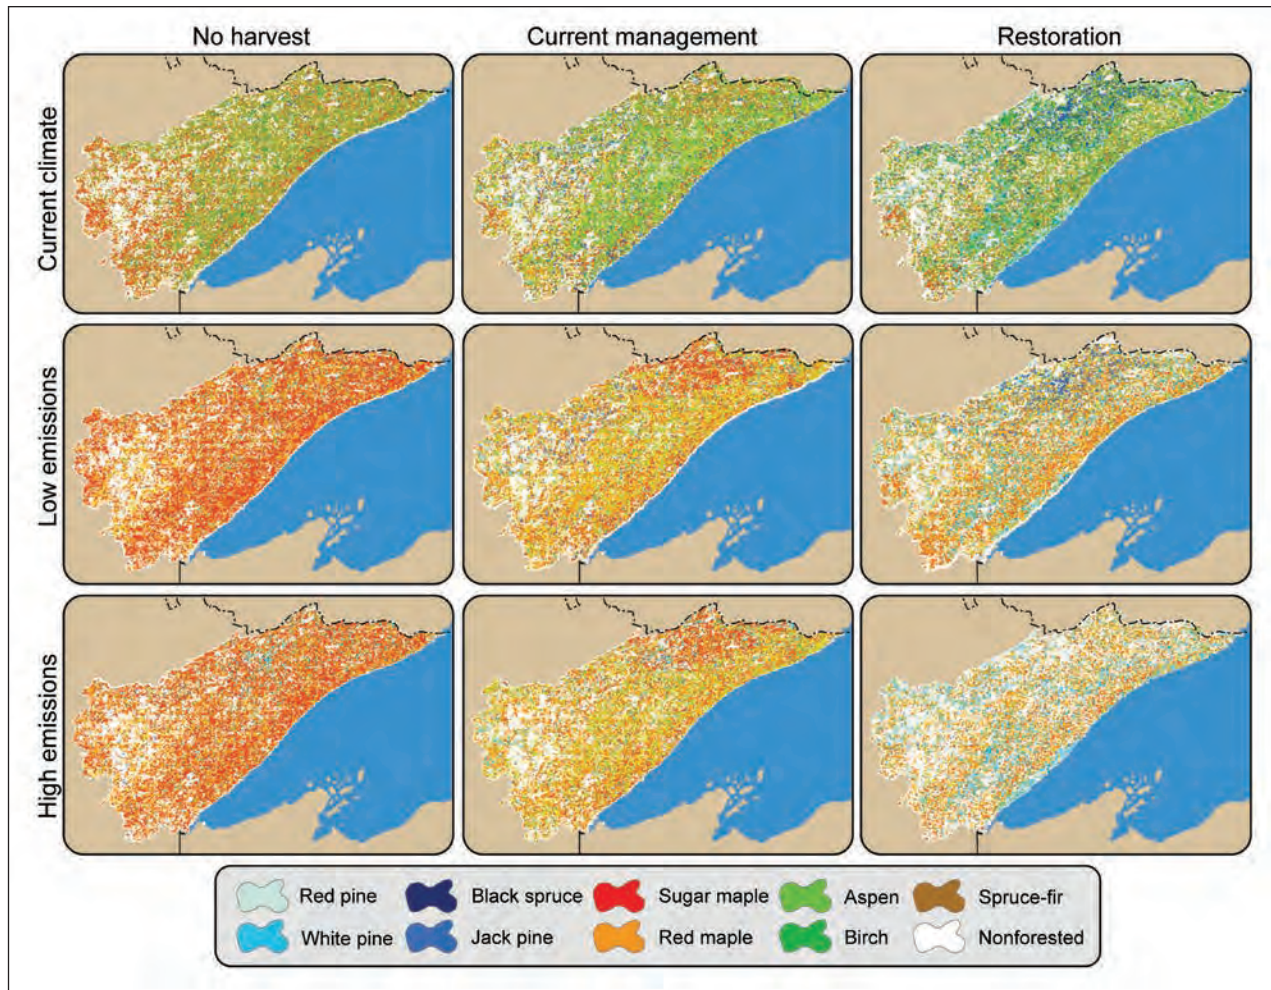 No harvest
Current management
Restoration
Current climate
Low emissions
High emissions
Red pine
Black spruce
Sugar maple
Aspen
Spruce-fir
White pine
Jack pine
Red maple
Birch
Nonforested